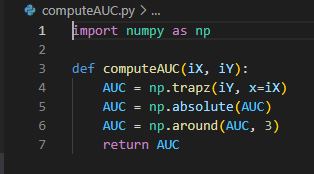 computeAUC.py > ...
1 import numpy as np
2
3 def computeAUC(iX, iY):
4     AUC = np.trapz(iY, x=iX)
5     AUC = np.absolute(AUC)
6     AUC = np.around(AUC, 3)
7     return AUC